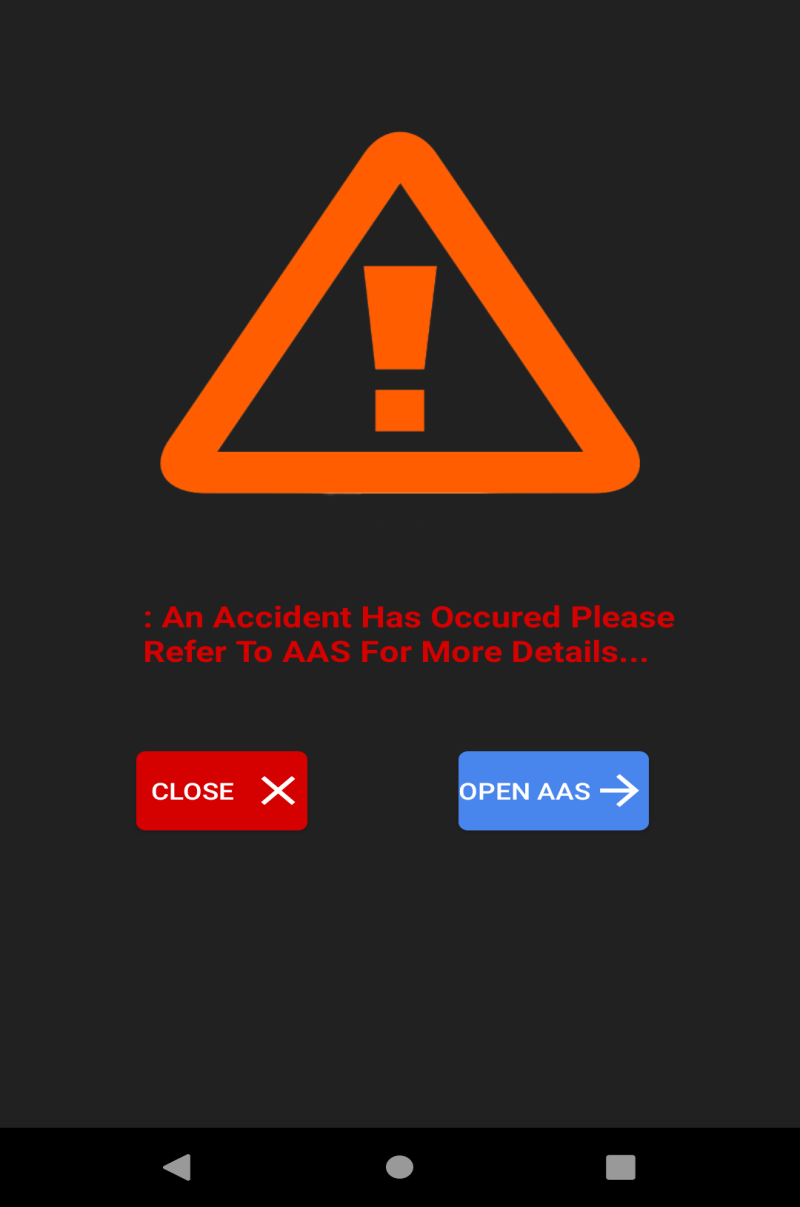 : An Accident Has Occured Please
Refer To AAS For More Details...
CLOSE
OPEN AAS